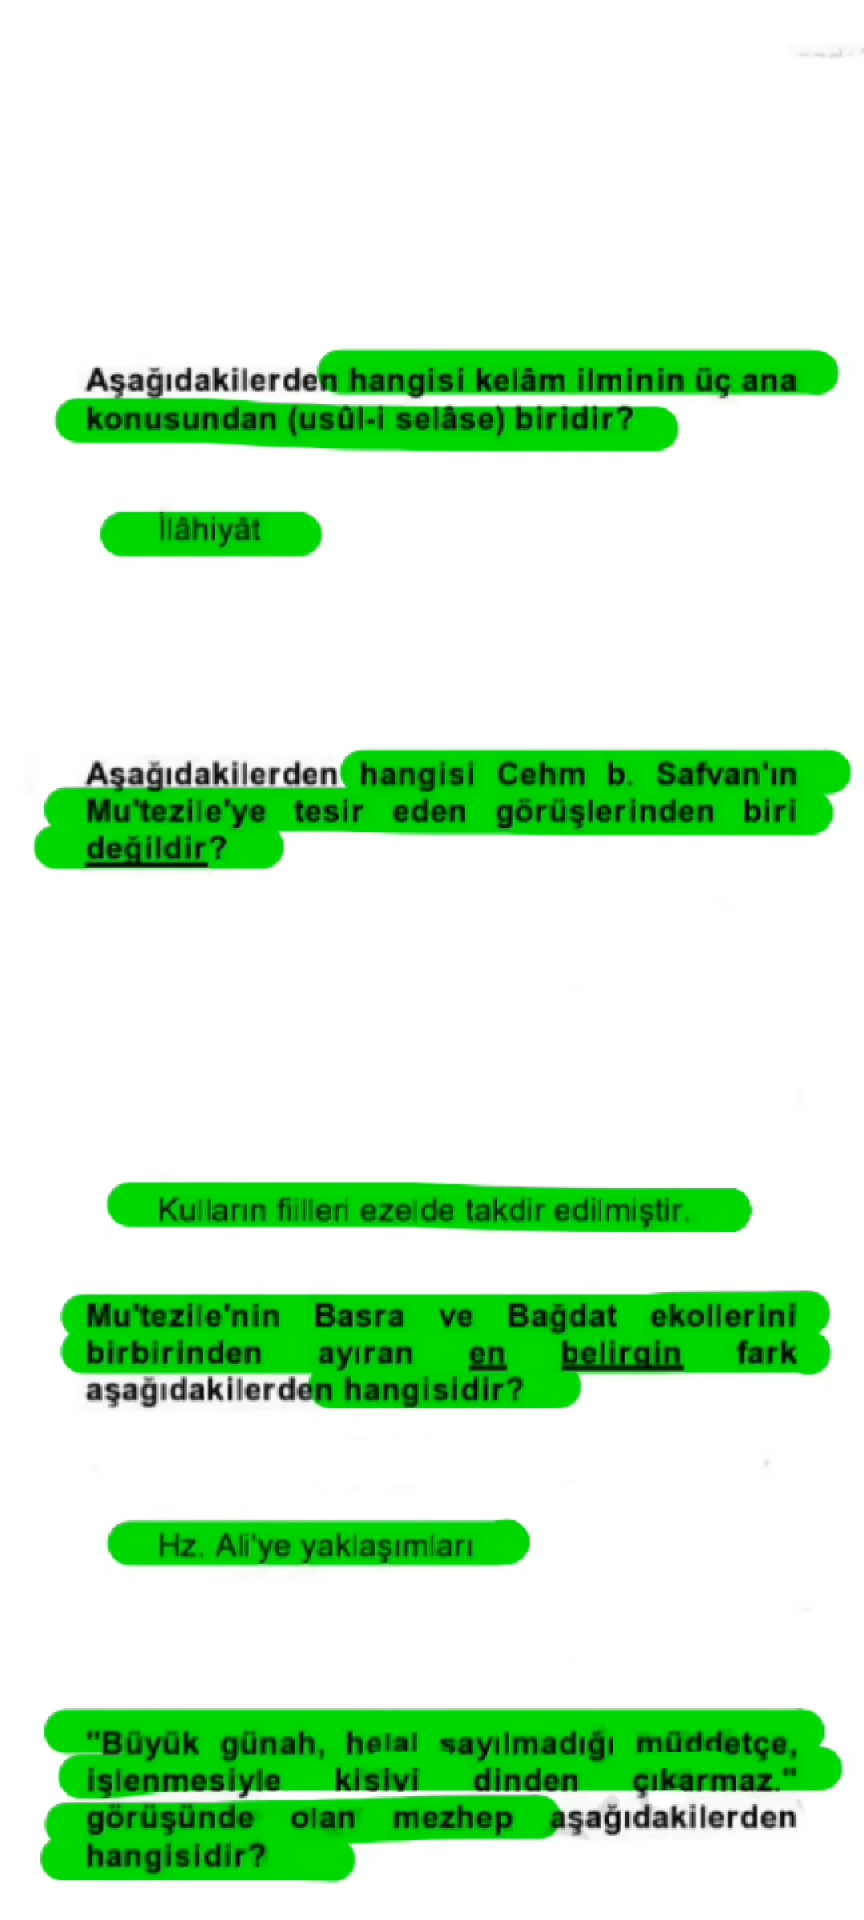 Aşağıdakilerden hangisi kelâm ilminin üç ana
konusundan (usûl-i selâse) biridir?
İlâhiyât
Aşağıdakilerden hangisi Cehm b. Safvan'ın
Mu'tezile'ye tesir eden görüşlerinden biri
değildir?
Kulların fiilleri ezelde takdir edilmiştir.
Mu'tezile'nin Basra ve Bağdat ekollerini
birbirinden ayıran en belirgin fark
aşağıdakilerden hangisidir?
Hz. Ali'ye yaklaşımları
"Büyük günah, helal sayılmadığı müddetçe,
işlenmesiyle kişiyi dinden çıkarmaz."
görüşünde olan mezhep aşağıdakilerden
hangisidir?